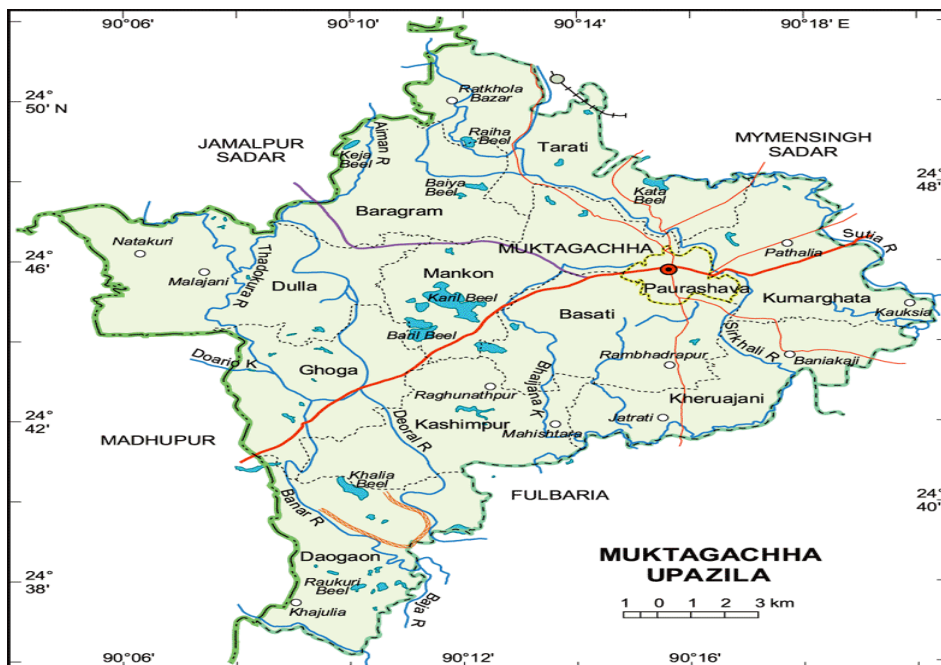 90° 06'
90° 10'
90° 14'
90° 18' E
24°
50' N
24°
48'
24°
46'
24°
42'
24°
40'
24°
38'
90° 06'
90° 12'
90° 16'
JAMALPUR
SADAR
MYMENSINGH
SADAR
MADHUPUR
FULBARIA
Ratkhola
Bazar
Raiha
Beel
Aiman R
Keja
Beel
Tarati
Baiya
Beel
Kata
Beel
Baragram
MUKTAGACHHA
Natakuri
Malajani
Thadokura R
Dulla
Mankon
Karil Beel
Baril Beel
Paurashava
Pathalia
Sutia R
Kumarghata
Kauksia
Basati
Sirkhali R
Baniakaji
Doario K
Ghoga
Raghunathpur
Bhaijana K
Rambhadrapur
Kheruajani
Kashimpur
Jatrati
Mahishtara
Deoral R
Khalia
Beel
Banar R
Daogaon
Raukuri
Beel
Khajulia
Baja R
MUKTAGACHHA
UPAZILA
1 0 1 2 3 km